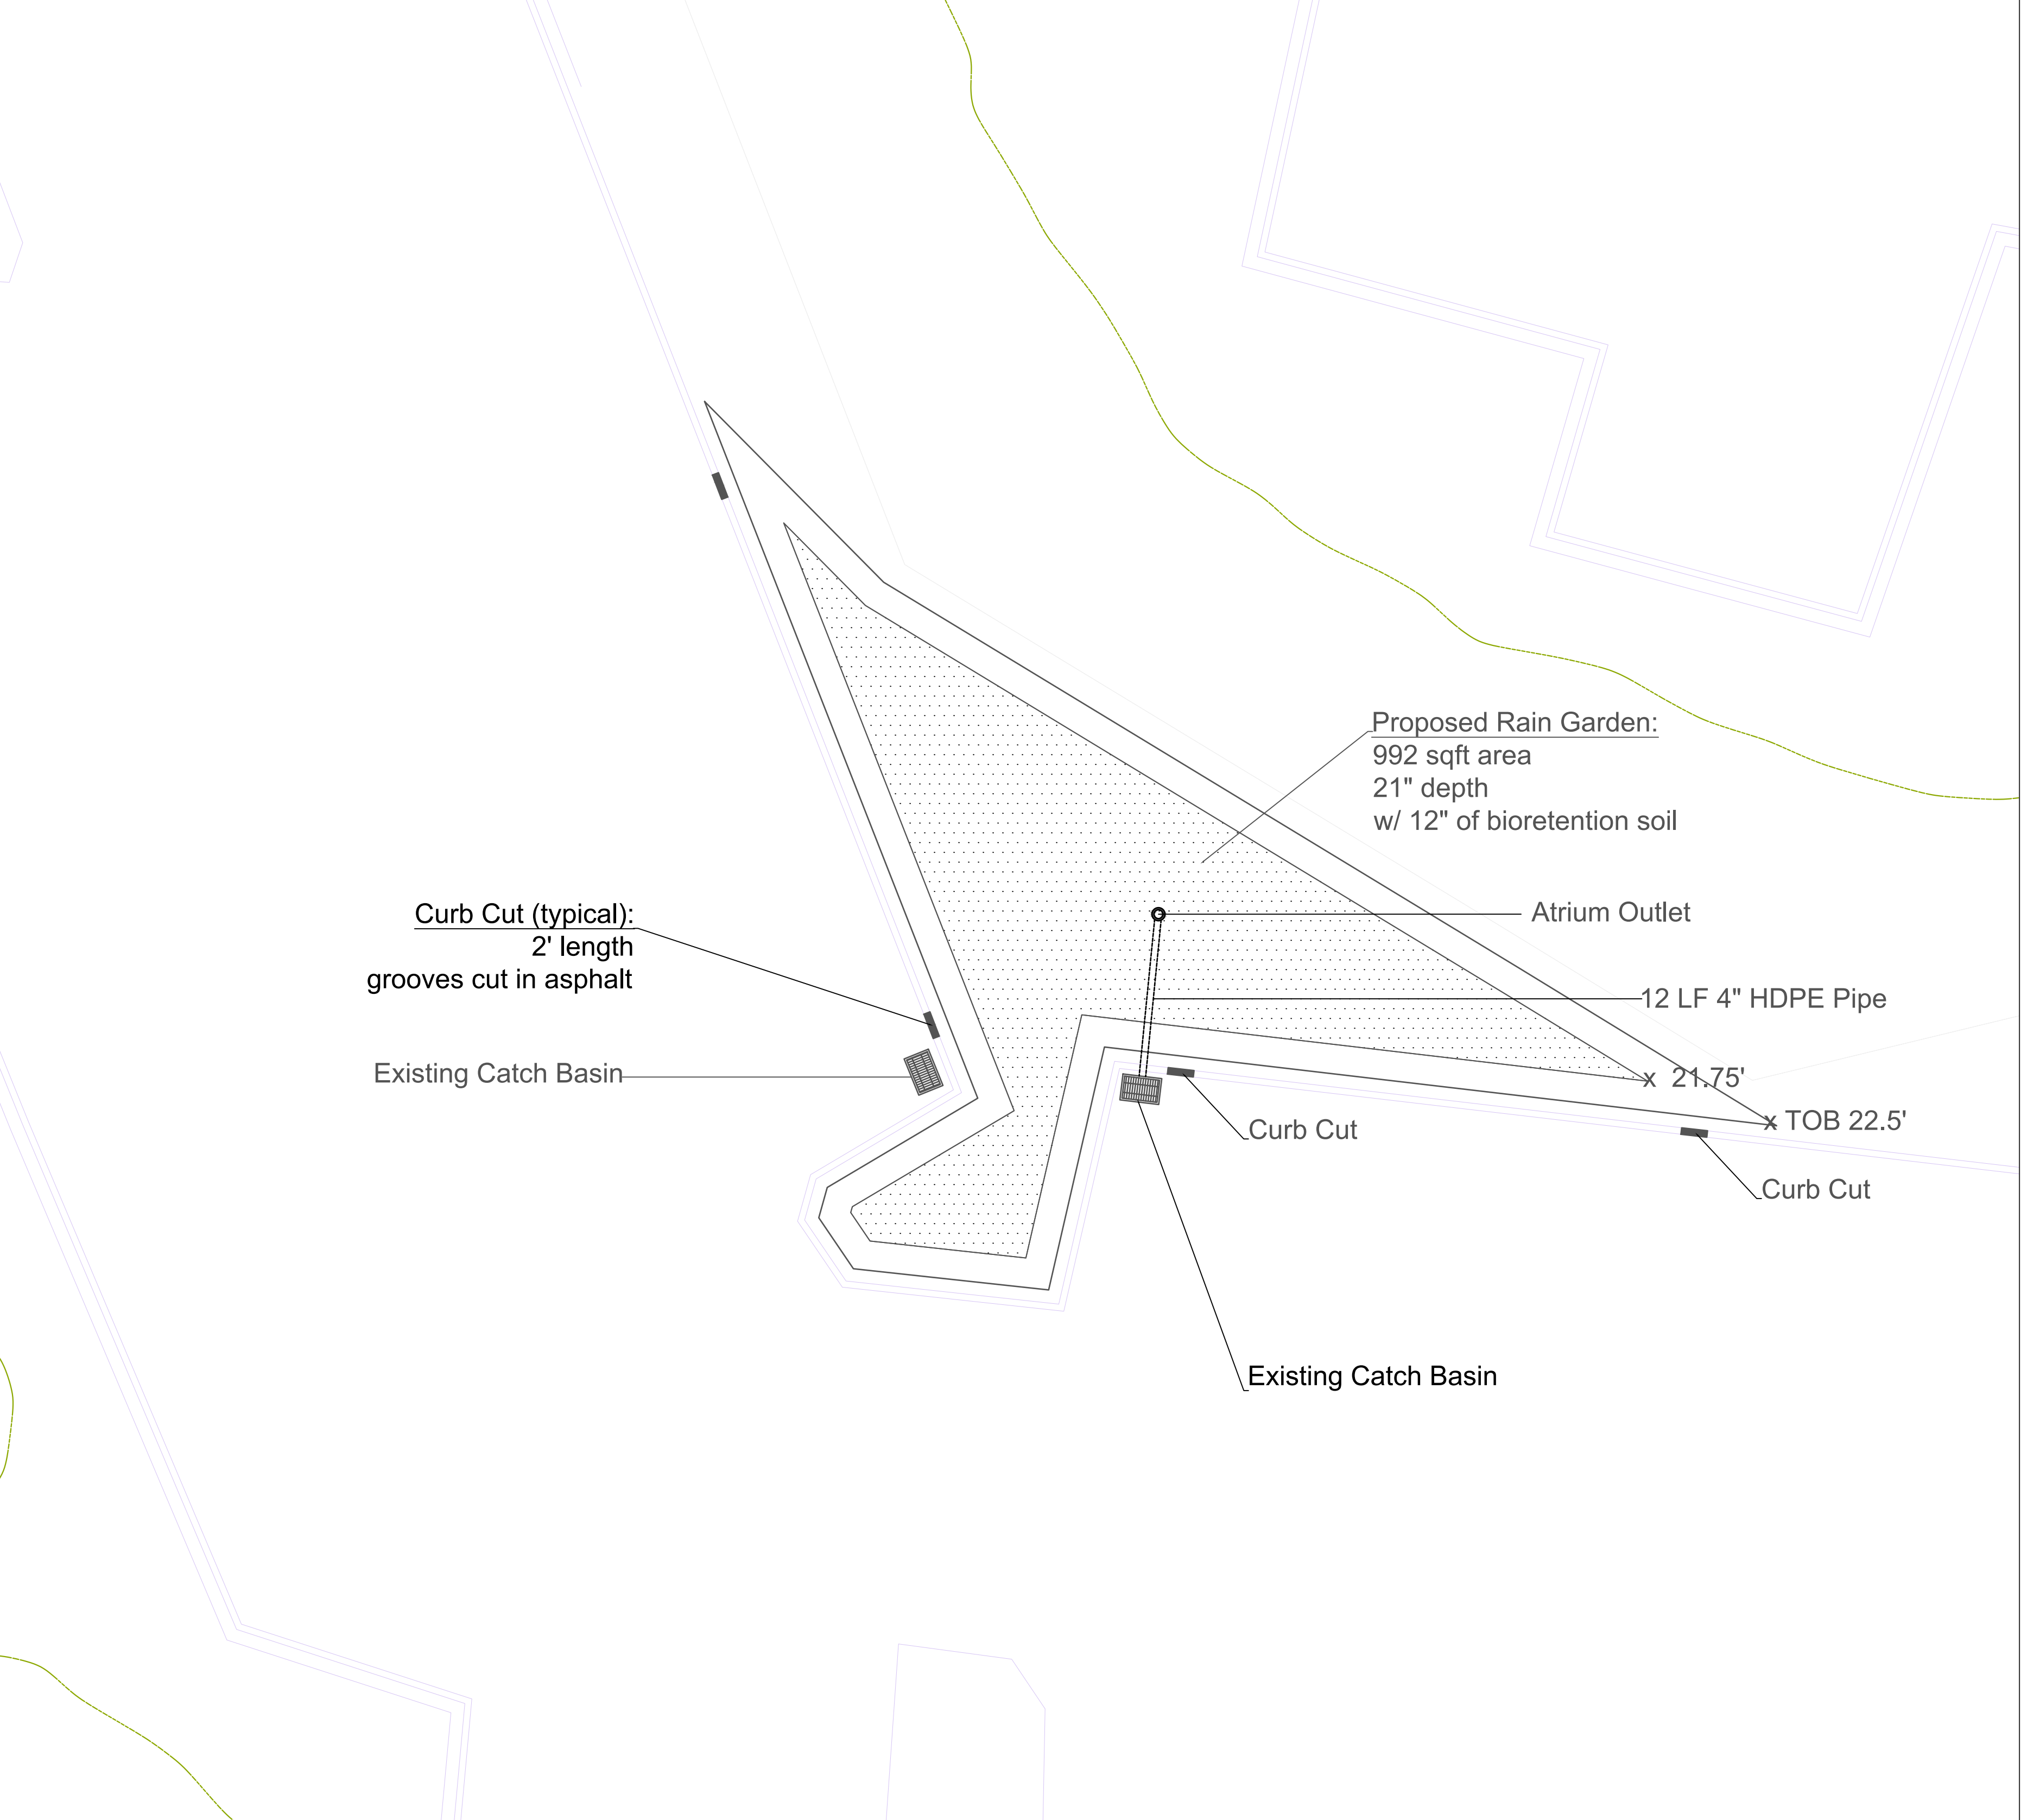 Proposed Rain Garden:
992 sqft area
21" depth
w/ 12" of bioretention soil
Curb Cut (typical):
2' length
grooves cut in asphalt
Atrium Outlet
12 LF 4" HDPE Pipe
Existing Catch Basin
x 21.75'
x TOB 22.5'
Curb Cut
Curb Cut
Existing Catch Basin